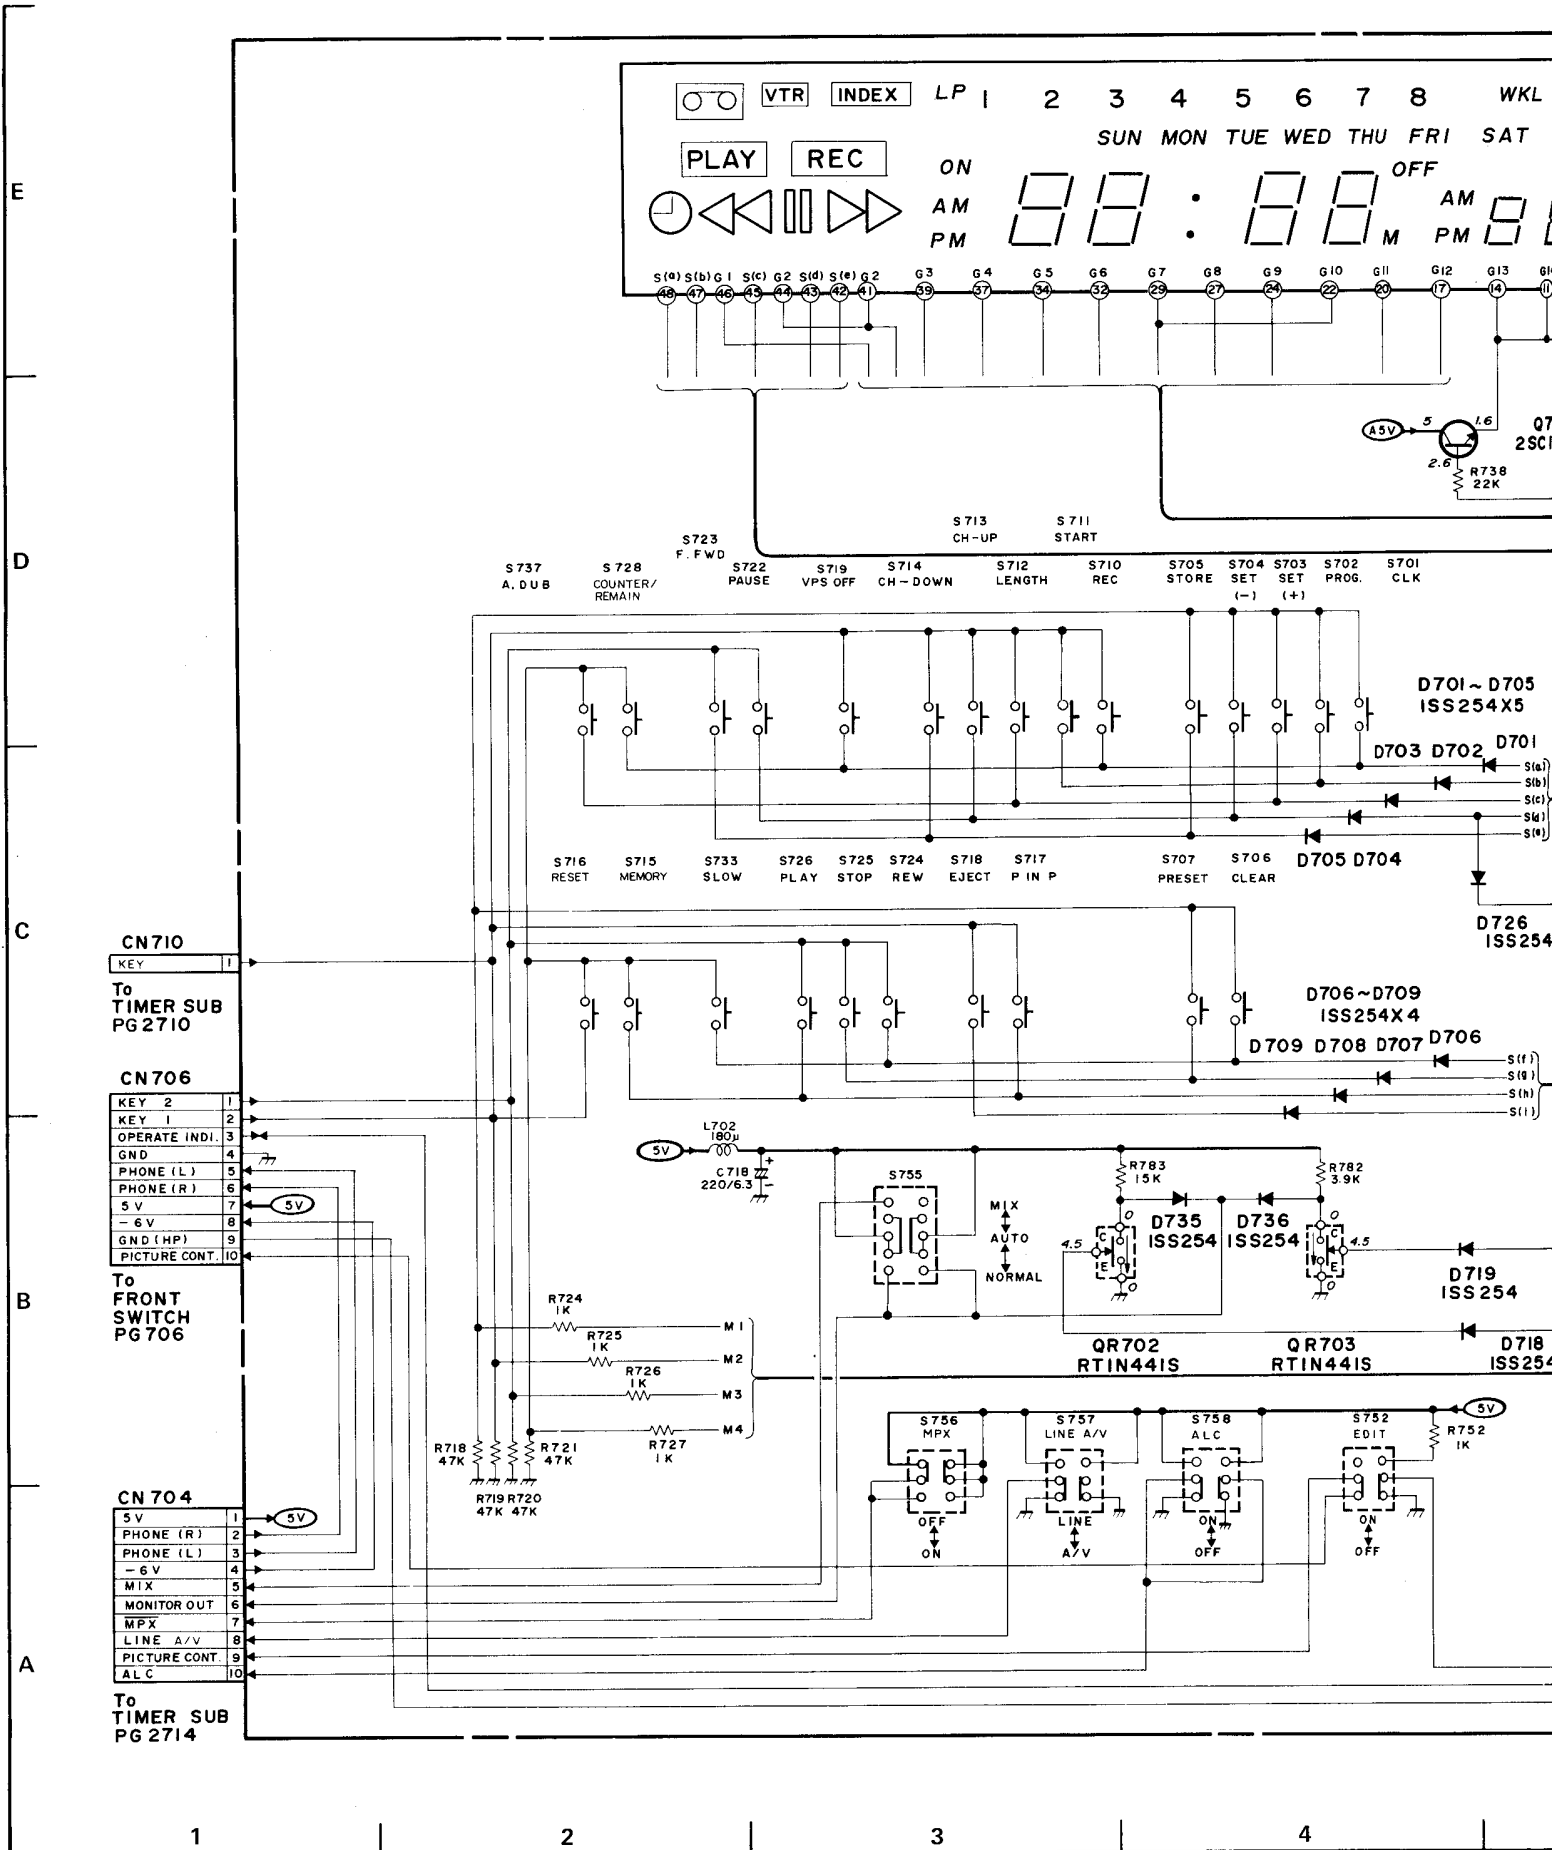 VTR INDEX LP 1 2 3 4 5 6 7 8 WKL
SUN MON TUE WED THU FRI SAT
PLAY REC ON OFF
AM AM
PM M PM
S(a) S(b) G1 S(c) G2 S(d) S(e) G2 G3 G4 G5 G6 G7 G8 G9 G10 G11 G12 G13
48 47 46 45 44 43 42 41 39 37 34 32 29 27 24 22 20 17 14 11
E
A5V 5 1.6
2.6
R738
22K
S713
CH-UP
S711
START
S723
F.FWD
D
S737
A.DUB
S728
COUNTER/
REMAIN
S722
PAUSE
S719
VPS OFF
S714
CH-DOWN
S712
LENGTH
S710
REC
S705
STORE
S704
SET
(-)
S703
SET
(+)
S702
PROG.
S701
CLK
D701~D705
1SS254X5
D703 D702 D701
S(a)
S(b)
S(c)
S(d)
S(e)
D705 D704
S716
RESET
S715
MEMORY
S733
SLOW
S726
PLAY
S725
STOP
S724
REW
S718
EJECT
S717
P IN P
S707
PRESET
S706
CLEAR
D726
1SS254
C
CN710
KEY 1
To
TIMER SUB
PG2710
D706~D709
1SS254X4
D709 D708 D707 D706
S(f)
S(g)
S(h)
S(i)
CN706
KEY 2 1
KEY 1 2
OPERATE INDI. 3
GND 4
PHONE (L) 5
PHONE (R) 6
5V 7
-6V 8
GND (HP) 9
PICTURE CONT. 10
5V
To
FRONT
SWITCH
PG706
5V
L702
180µ
C718
220/6.3
+
-
S755
MIX
AUTO
NORMAL
R783
15K
R782
3.9K
D735
1SS254
D736
1SS254
0 C E 0 4.5
0 C E 0 4.5
D719
1SS254
B
QR702
RT1N441S
QR703
RT1N441S
D718
1SS254
R724
1K
M1
R725
1K
M2
R726
1K
M3
R727
1K
M4
R718
47K
R721
47K
R719 R720
47K 47K
S756
MPX
OFF
ON
S757
LINE A/V
LINE
A/V
S758
ALC
ON
OFF
S752
EDIT
ON
OFF
5V
R752
1K
CN704
5V 1
PHONE (R) 2
PHONE (L) 3
-6V 4
MIX 5
MONITOR OUT 6
MPX 7
LINE A/V 8
PICTURE CONT. 9
ALC 10
5V
A
To
TIMER SUB
PG2714
1 2 3 4